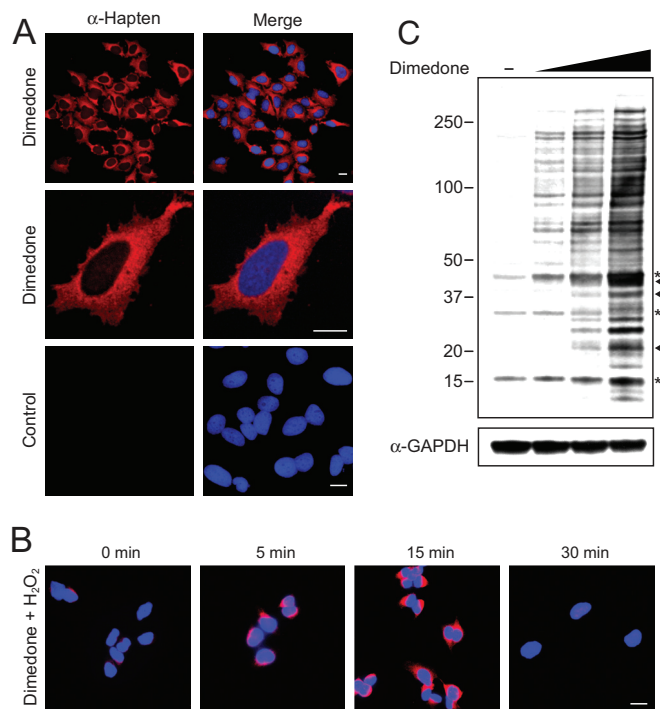 A
α-Hapten
Merge
Dimedone
Dimedone
Control
C
Dimedone
–
250
100
50
37
20
15
*
*
*
α-GAPDH
B
0 min
5 min
15 min
30 min
Dimedone + H₂O₂